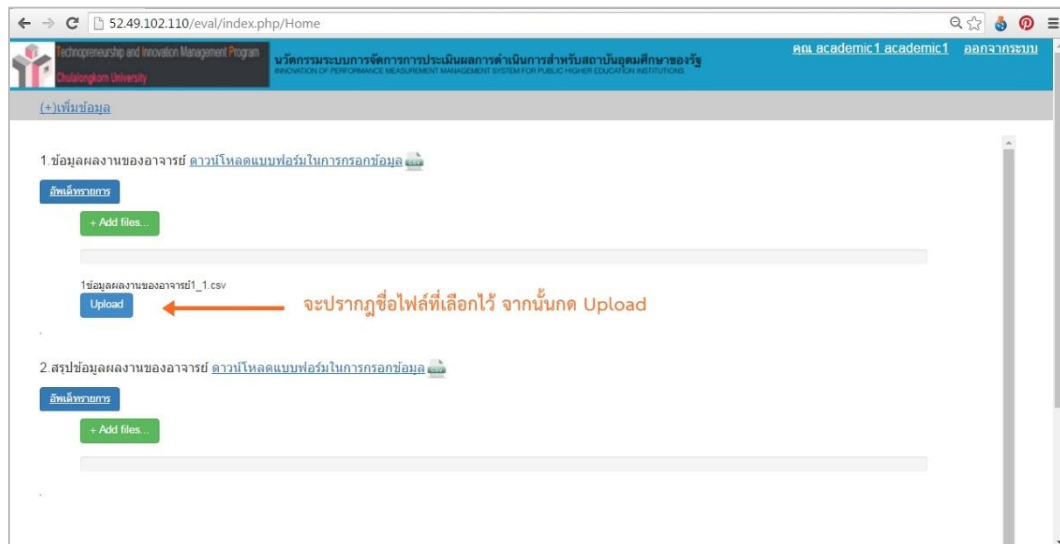 52.49.102.110/eval/index.php/Home
Technopreneurship and Innovation Management Program
Chulalongkorn University
นวัตกรรมระบบการจัดการการประเมินผลการดำเนินการสำหรับสถาบันอุดมศึกษาของรัฐ
INNOVATION OF PERFORMANCE MEASUREMENT MANAGEMENT SYSTEM FOR PUBLIC HIGHER EDUCATION INSTITUTIONS
คุณ academic1 academic1 ออกจากระบบ
(+)เพิ่มข้อมูล
1.ข้อมูลผลงานของอาจารย์ ดาวน์โหลดแบบฟอร์มในการกรอกข้อมูล
อัพเด็ทรายการ
+ Add files...
1ข้อมูลผลงานของอาจารย์1_1.csv
Upload
จะปรากฏชื่อไฟล์ที่เลือกไว้ จากนั้นกด Upload
2.สรุปข้อมูลผลงานของอาจารย์ ดาวน์โหลดแบบฟอร์มในการกรอกข้อมูล
อัพเด็ทรายการ
+ Add files...